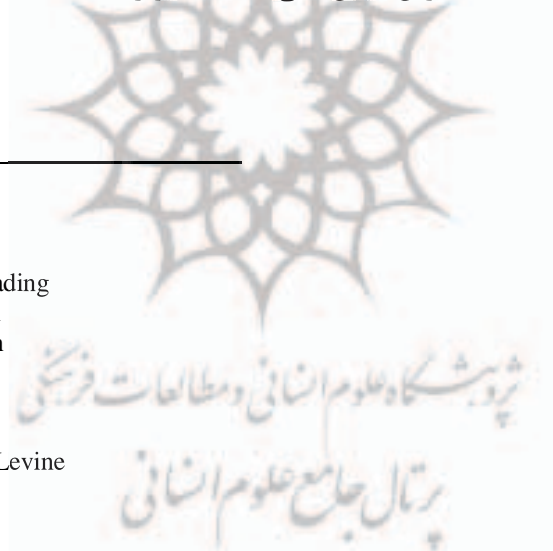 ading
پژوهشگاه علوم انسانی و مطالعات فرهنگی
Levine
پرتال جامع علوم انسانی